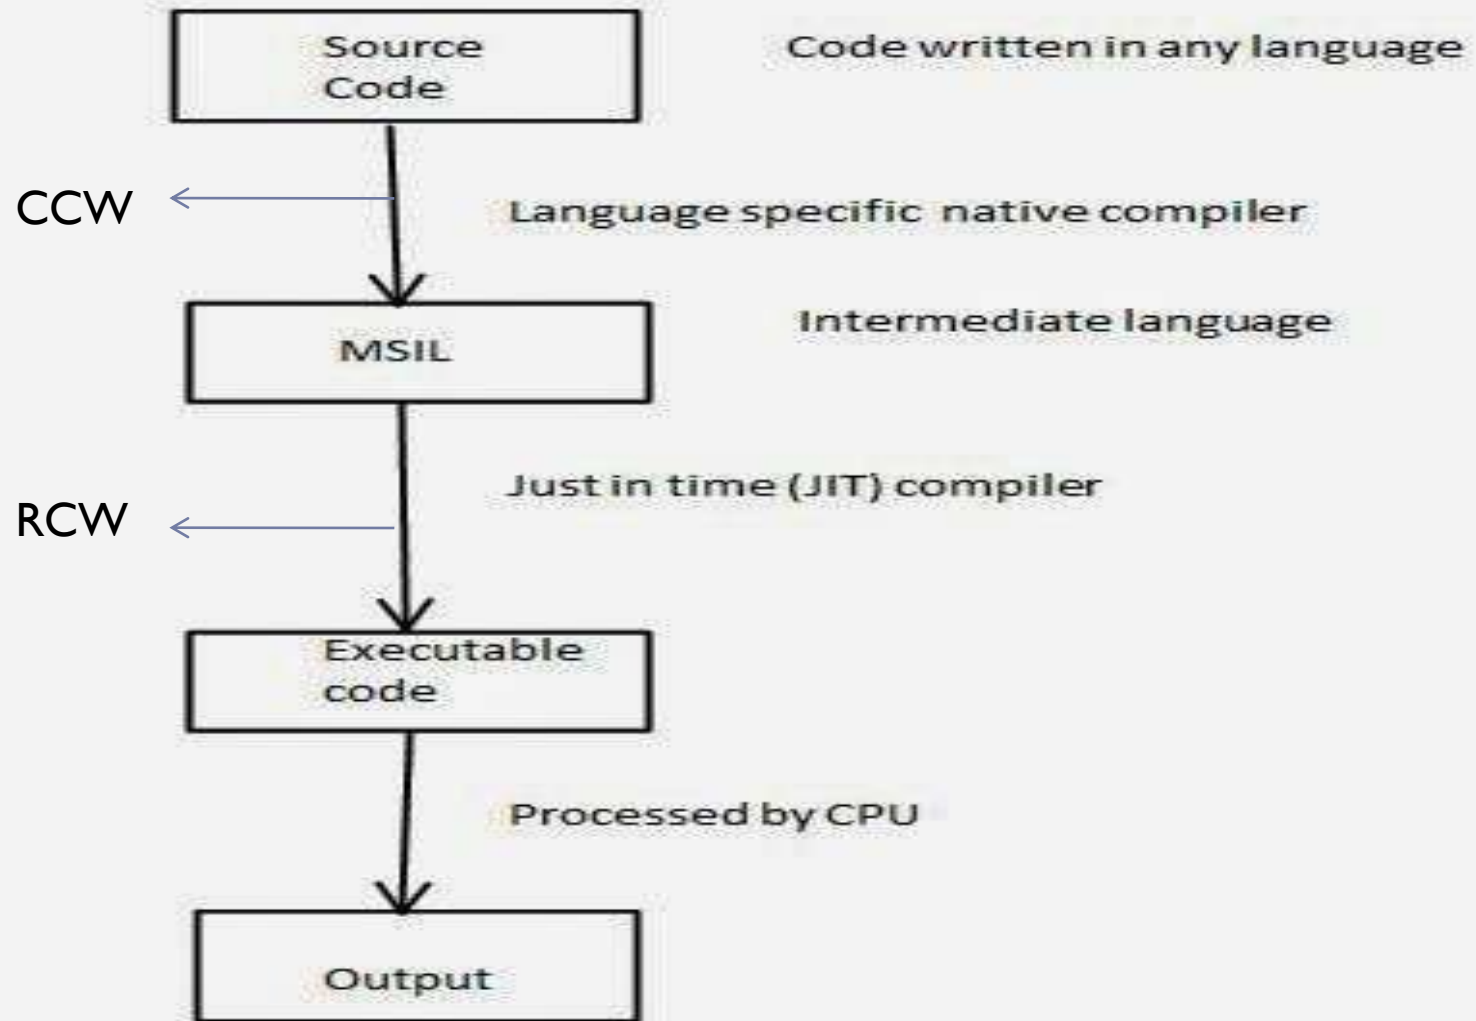 Source
Code
Code written in any language
CCW
Language specific native compiler
MSIL
Intermediate language
Just in time (JIT) compiler
RCW
Executable
code
Processed by CPU
Output